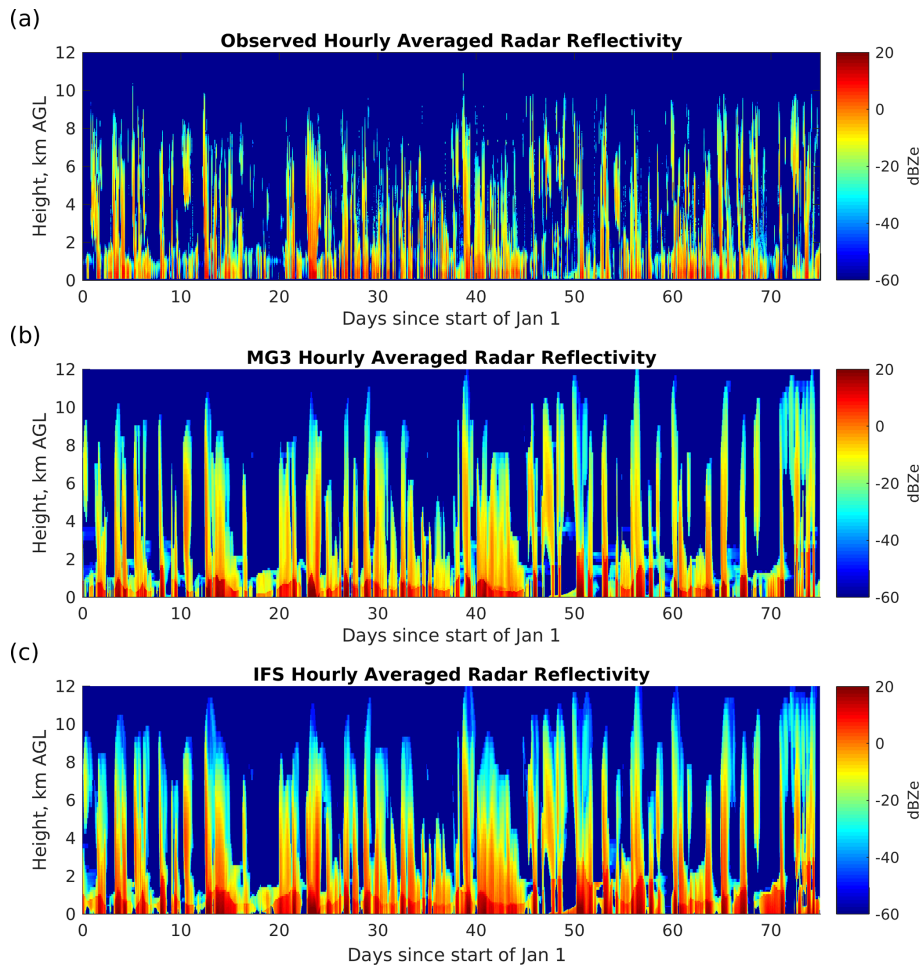 (a)
Observed Hourly Averaged Radar Reflectivity
12
10
8
6
4
2
0
Height, km AGL
0 10 20 30 40 50 60 70
Days since start of Jan 1
20
0
-20
-40
-60
dBZe
(b)
MG3 Hourly Averaged Radar Reflectivity
12
10
8
6
4
2
0
Height, km AGL
0 10 20 30 40 50 60 70
Days since start of Jan 1
20
0
-20
-40
-60
dBZe
(c)
IFS Hourly Averaged Radar Reflectivity
12
10
8
6
4
2
0
Height, km AGL
0 10 20 30 40 50 60 70
Days since start of Jan 1
20
0
-20
-40
-60
dBZe